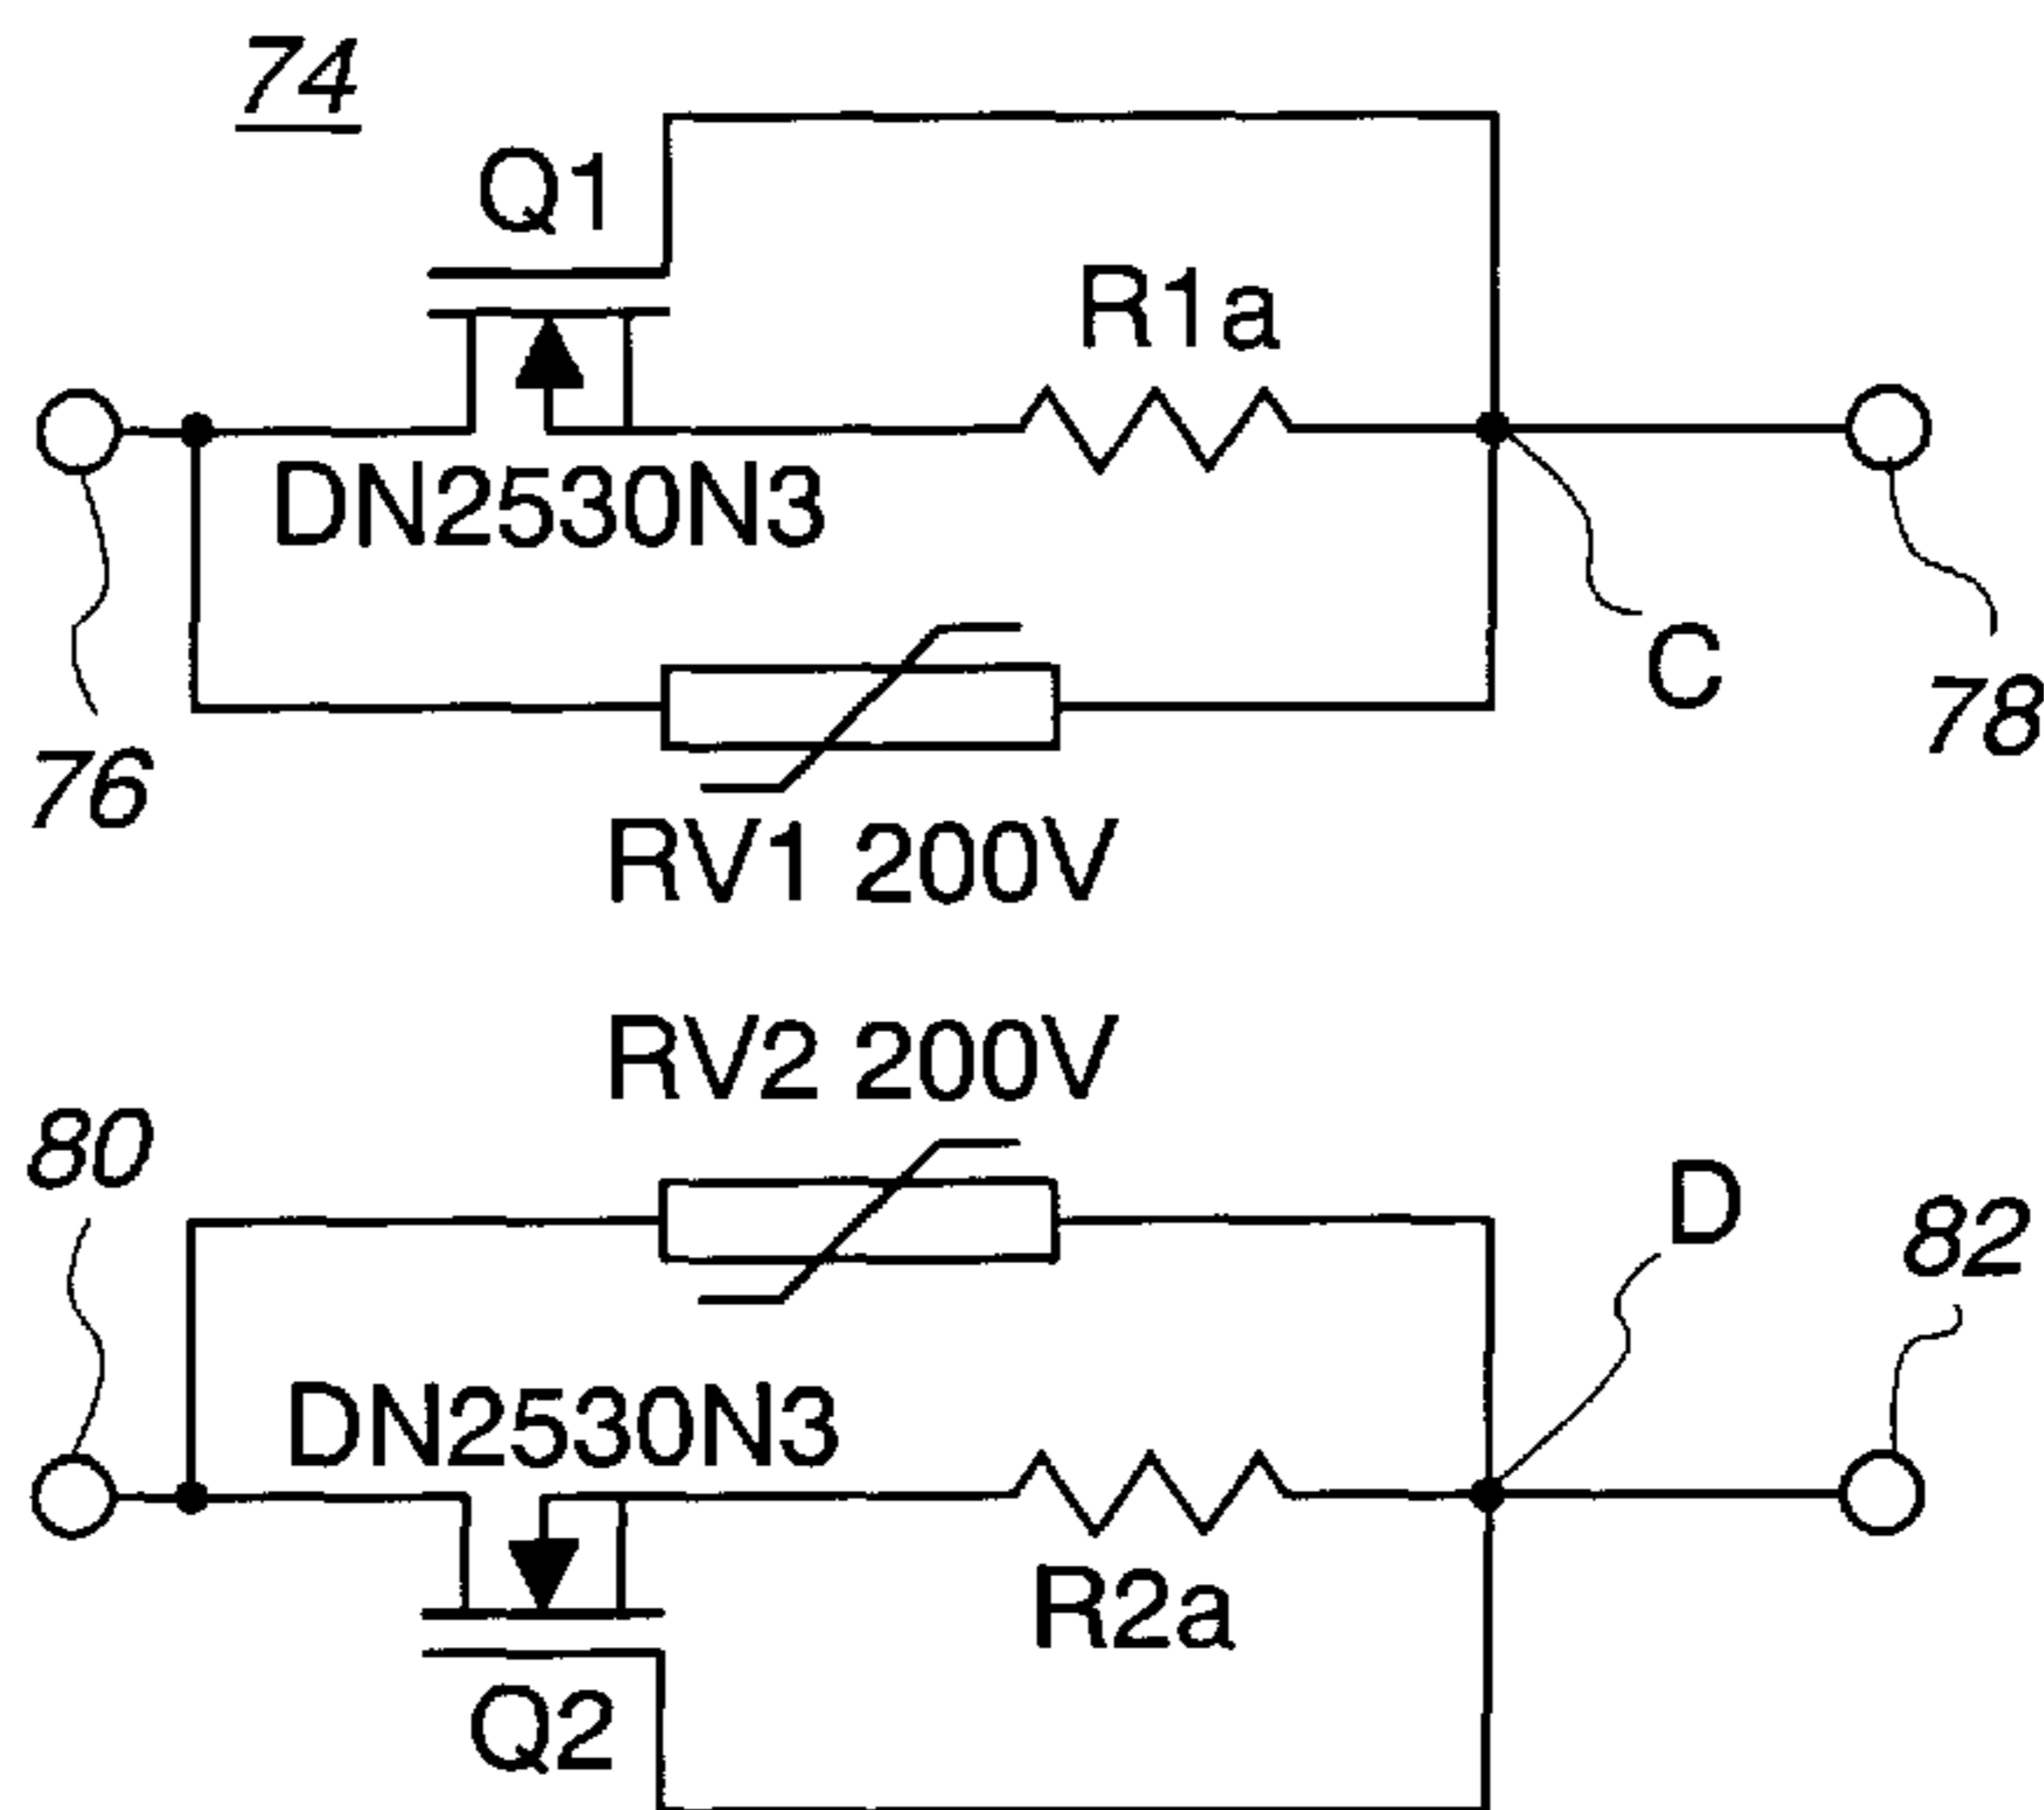 74
Q1
R1a
DN2530N3
C
78
76
RV1 200V
RV2 200V
80
D
82
DN2530N3
R2a
Q2